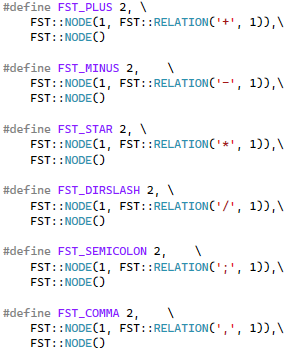 #define FST_PLUS 2, \
FST::NODE(1, FST::RELATION('+', 1)),\
FST::NODE()
#define FST_MINUS 2, \
FST::NODE(1, FST::RELATION('-', 1)),\
FST::NODE()
#define FST_STAR 2, \
FST::NODE(1, FST::RELATION('*', 1)),\
FST::NODE()
#define FST_DIRSLASH 2, \
FST::NODE(1, FST::RELATION('/', 1)),\
FST::NODE()
#define FST_SEMICOLON 2, \
FST::NODE(1, FST::RELATION(';', 1)),\
FST::NODE()
#define FST_COMMA 2, \
FST::NODE(1, FST::RELATION(',', 1)),\
FST::NODE()